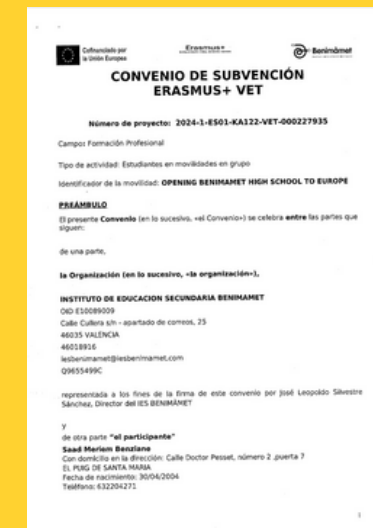 Cofinanciado por
la Unión Europea
Erasmus+
Benimàmet
CONVENIO DE SUBVENCIÓN
ERASMUS+ VET
Número de proyecto: 2024-1-ES01-KA122-VET-000227935
Campo: Formación Profesional
Tipo de actividad: Estudiantes en movilidades en grupo
Identificador de la movilidad: OPENING BENIMAMET HIGH SCHOOL TO EUROPE
PREÁMBULO
El presente Convenio (en lo sucesivo, «el Convenio») se celebra entre las partes que
siguen:
de una parte,
la Organización (en lo sucesivo, «la organización»),
INSTITUTO DE EDUCACION SECUNDARIA BENIMAMET
OID E10089009
Calle Cullera s/n - apartado de correos, 25
46035 VALENCIA
46018916
iesbenimamet@iesbenimamet.com
Q9655499C
representada a los fines de la firma de este convenio por José Leopoldo Silvestre
Sánchez, Director del IES BENIMÀMET
y
de otra parte "el participante"
Saad Meriem Benziane
Con domicilio en la dirección: Calle Doctor Pesset, número 2 ,puerta 7
EL PUIG DE SANTA MARIA
Fecha de nacimiento: 30/04/2004
Teléfono: 632204271